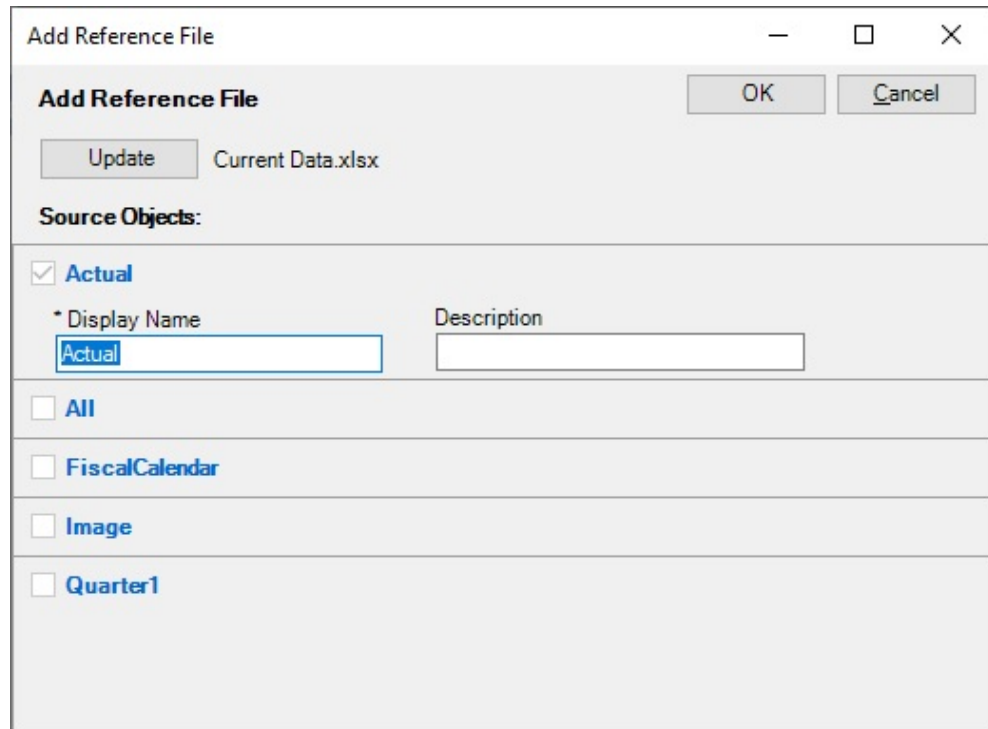 Add Reference File
Add Reference File
OK
Cancel
Update
Current Data.xlsx
Source Objects:
Actual
* Display Name
Description
Actual
All
FiscalCalendar
Image
Quarter1